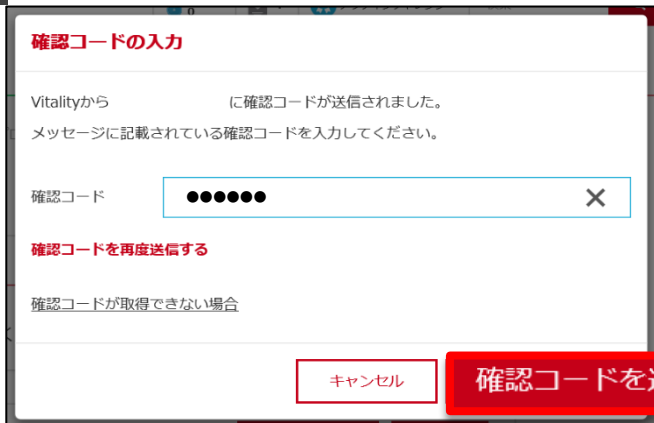 0
確認コードの入力
Vitalityから に確認コードが送信されました。
メッセージに記載されている確認コードを入力してください。
確認コード ●●●●●●
確認コードを再度送信する
確認コードが取得できない場合
キャンセル 確認コードを